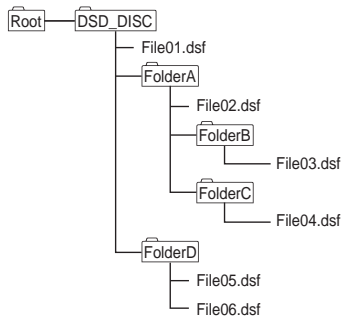 Root DSD_DISC
File01.dsf
FolderA
File02.dsf
FolderB
File03.dsf
FolderC
File04.dsf
FolderD
File05.dsf
File06.dsf